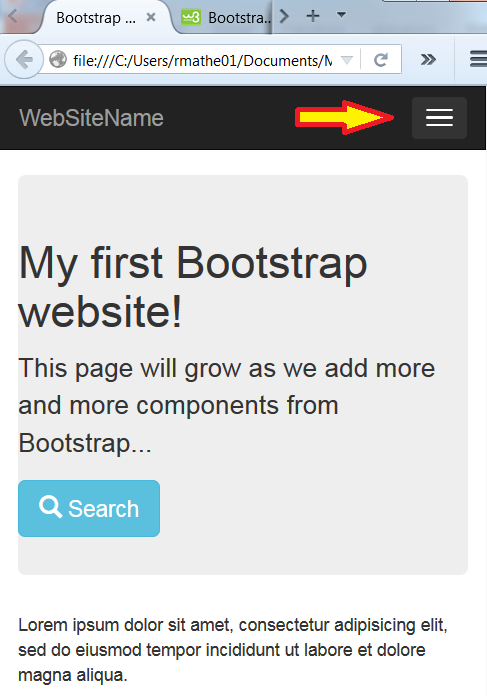 Bootstrap ...
Bootstra...
file:///C:/Users/rmathe01/Documents/M
WebSiteName
My first Bootstrap
website!
This page will grow as we add more
and more components from
Bootstrap...
Search
Lorem ipsum dolor sit amet, consectetur adipisicing elit,
sed do eiusmod tempor incididunt ut labore et dolore
magna aliqua.